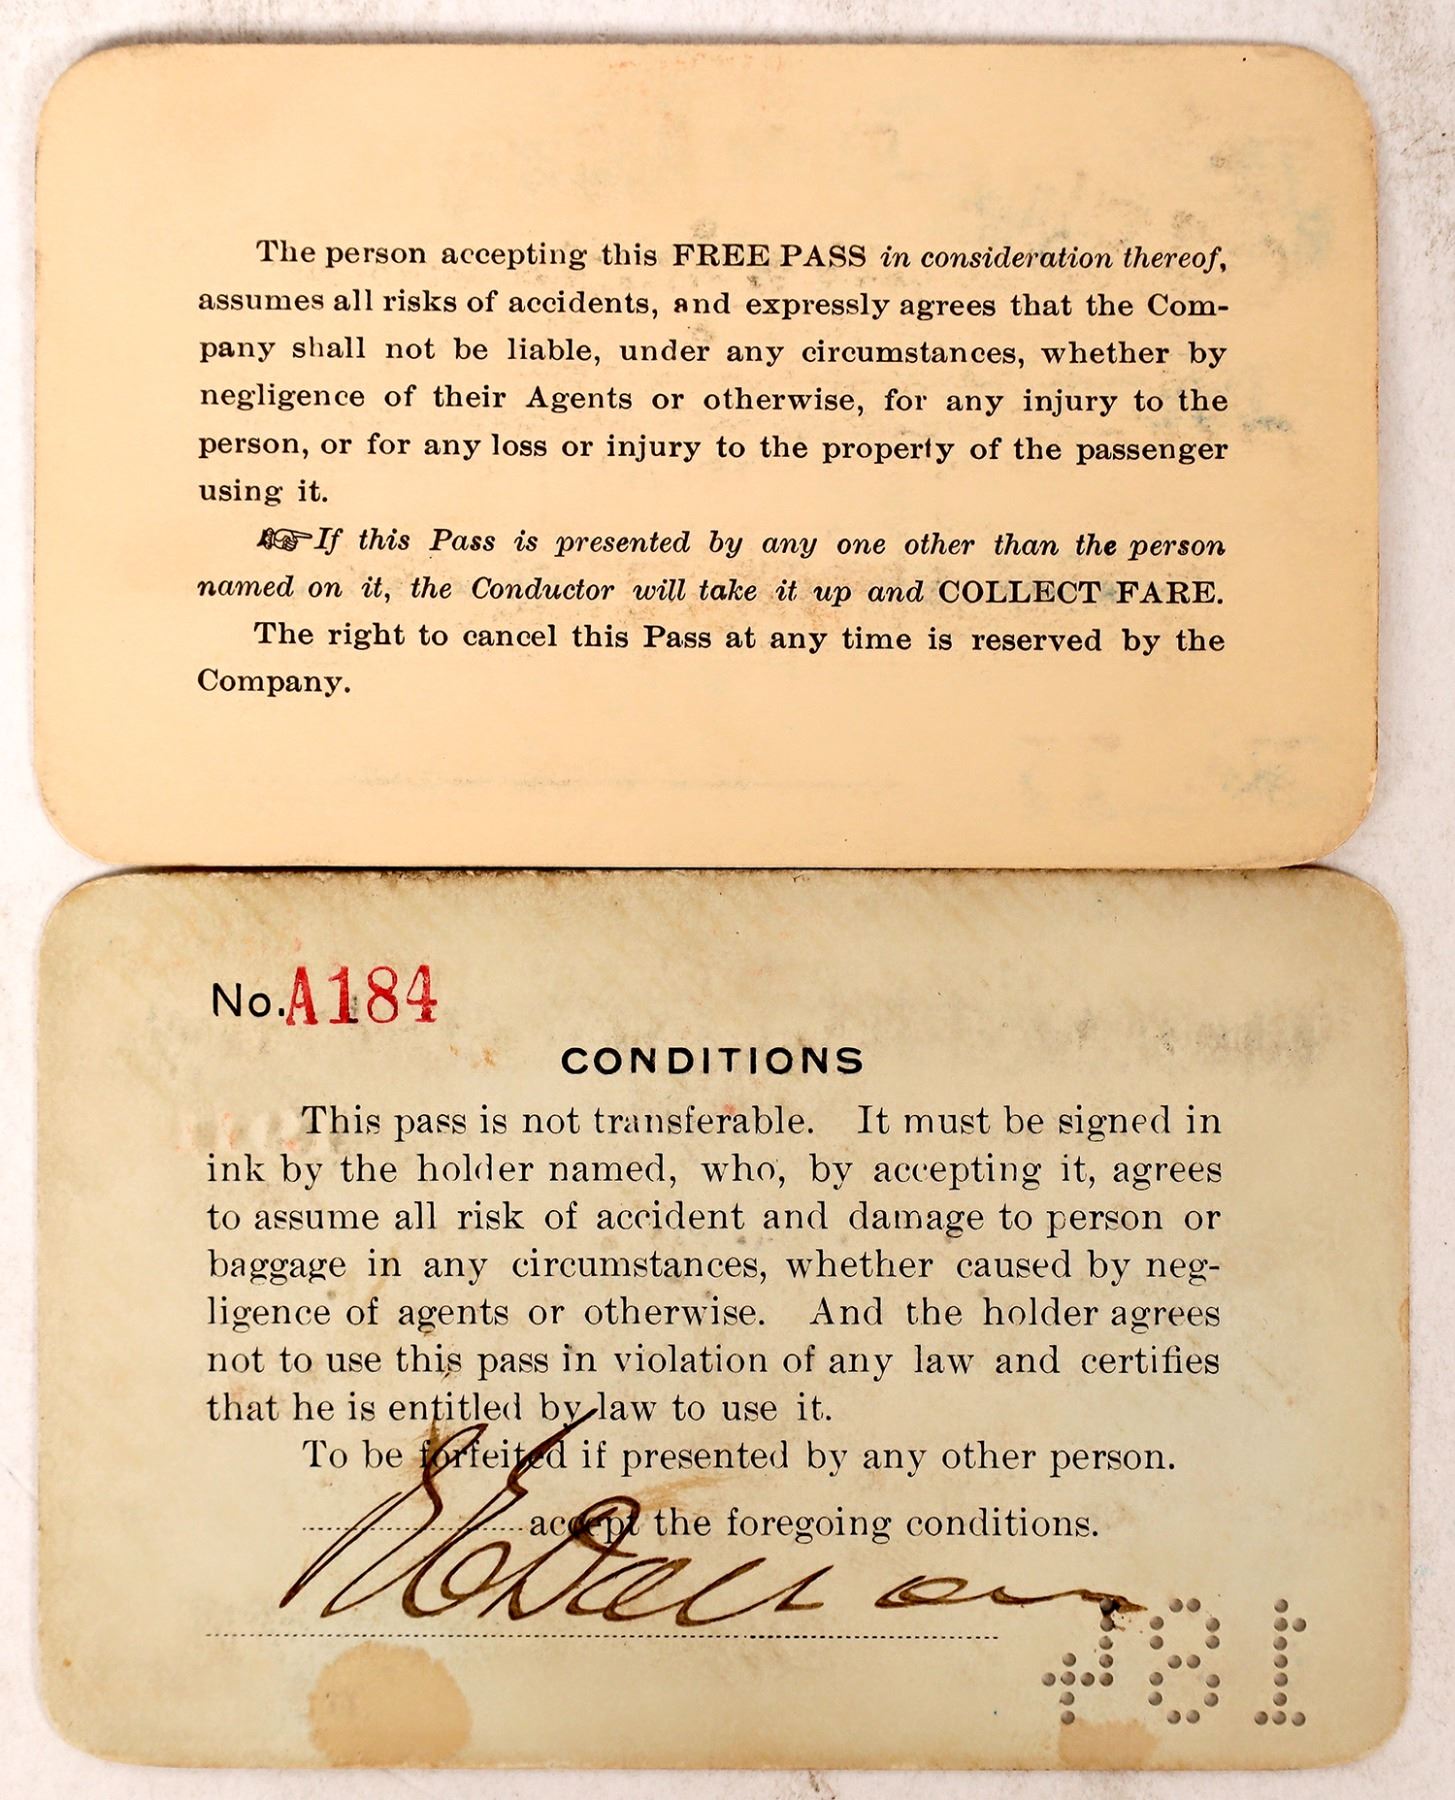 The person accepting this FREE PASS in consideration thereof,
assumes all risks of accidents, and expressly agrees that the Com-
pany shall not be liable, under any circumstances, whether by
negligence of their Agents or otherwise, for any injury to the
person, or for any loss or injury to the property of the passenger
using it.
☞If this Pass is presented by any one other than the person
named on it, the Conductor will take it up and COLLECT FARE.
The right to cancel this Pass at any time is reserved by the
Company.
No. A184
CONDITIONS
This pass is not transferable. It must be signed in
ink by the holder named, who, by accepting it, agrees
to assume all risk of accident and damage to person or
baggage in any circumstances, whether caused by neg-
ligence of agents or otherwise. And the holder agrees
not to use this pass in violation of any law and certifies
that he is entitled by law to use it.
To be forfeited if presented by any other person.
accept the foregoing conditions.
184